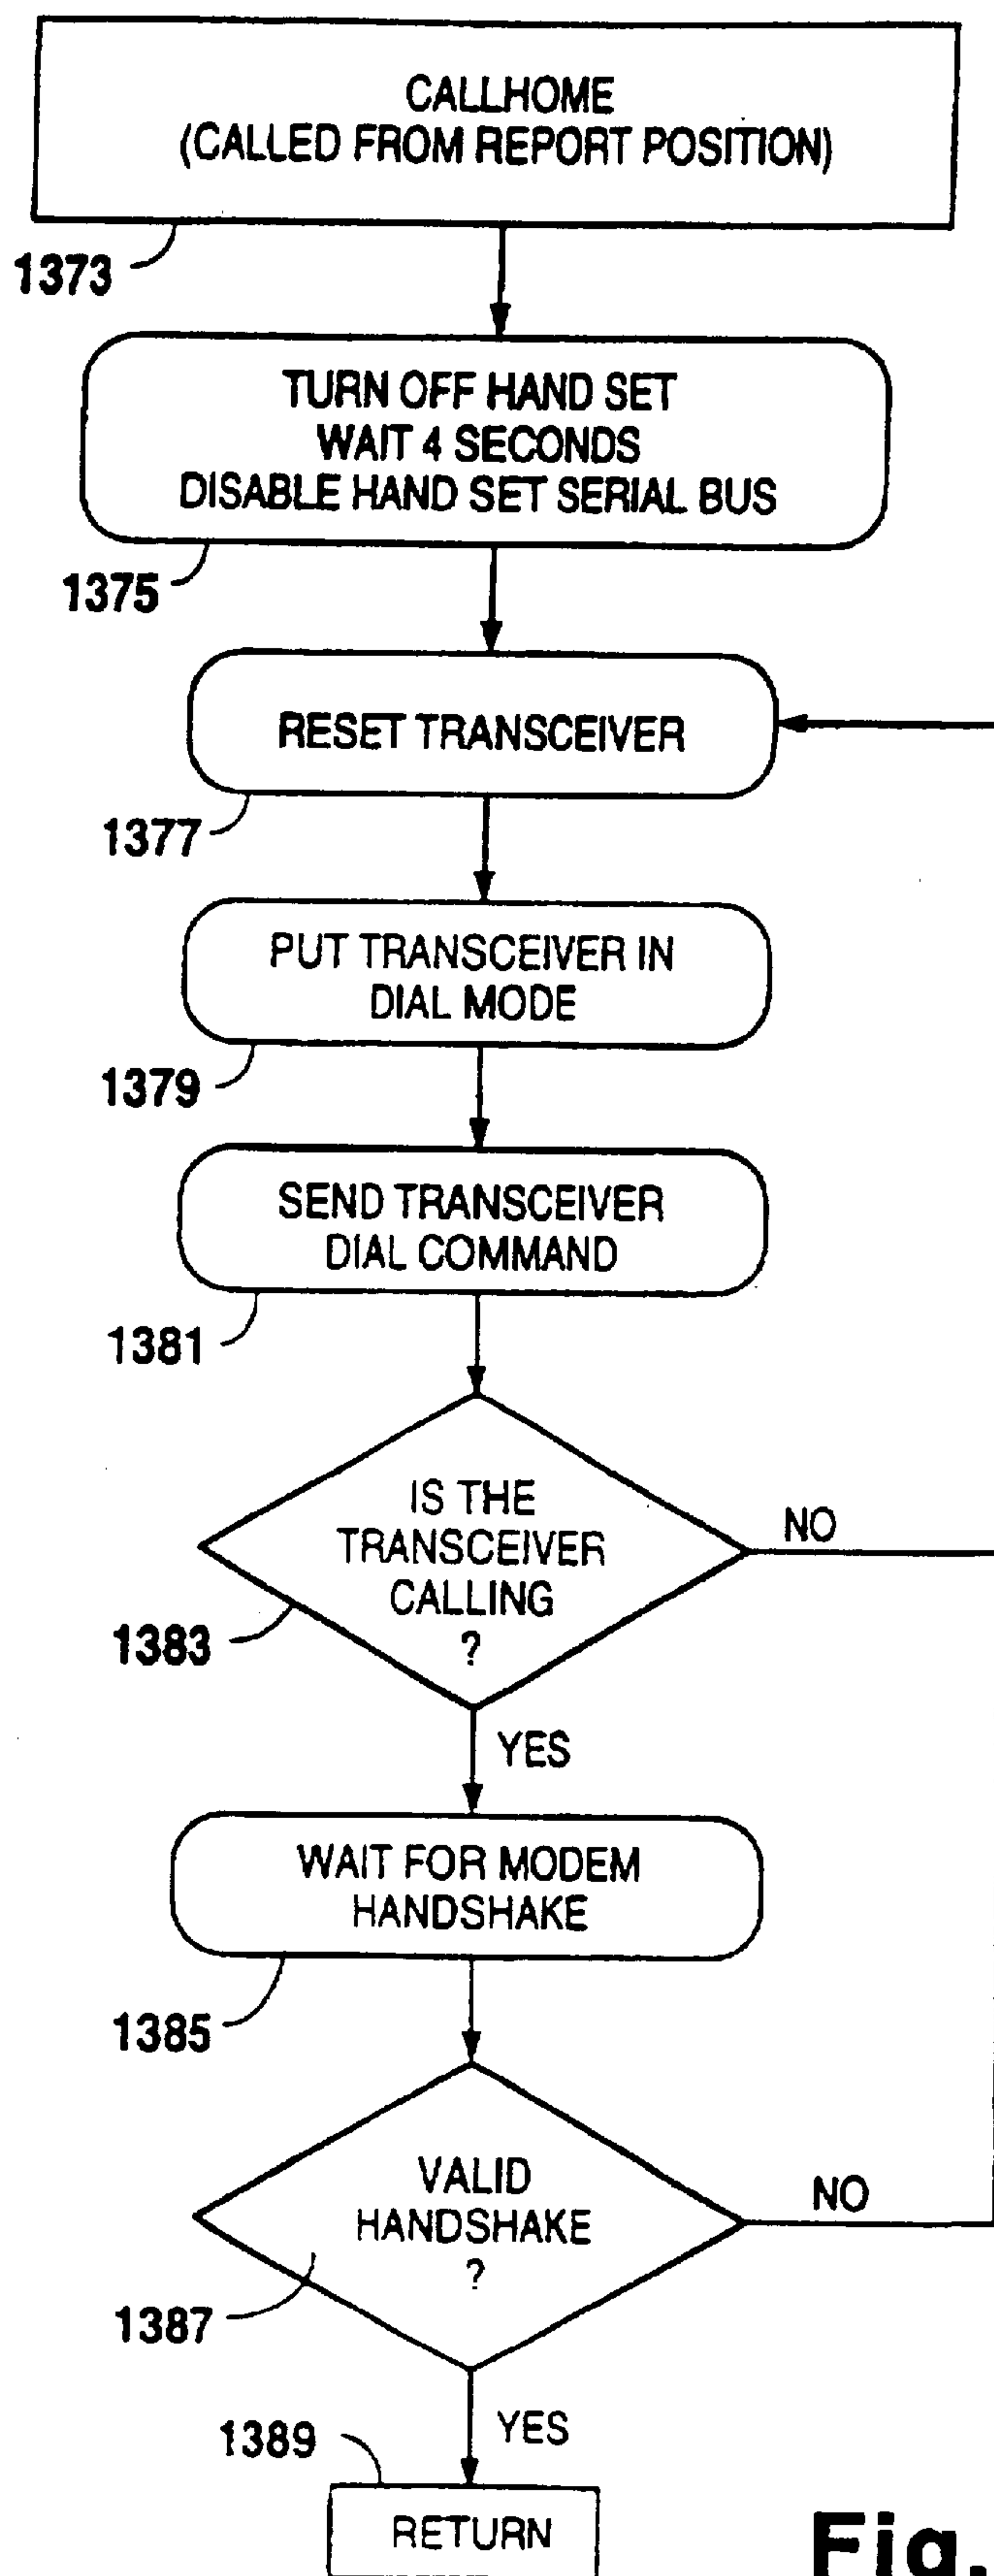 CALLHOME
(CALLED FROM REPORT POSITION)
1373
TURN OFF HAND SET
WAIT 4 SECONDS
DISABLE HAND SET SERIAL BUS
1375
RESET TRANSCEIVER
1377
PUT TRANSCEIVER IN
DIAL MODE
1379
SEND TRANSCEIVER
DIAL COMMAND
1381
IS THE
TRANSCEIVER
CALLING
?
NO
1383
YES
WAIT FOR MODEM
HANDSHAKE
1385
VALID
HANDSHAKE
?
NO
1387
YES
1389
RETURN
Fig.